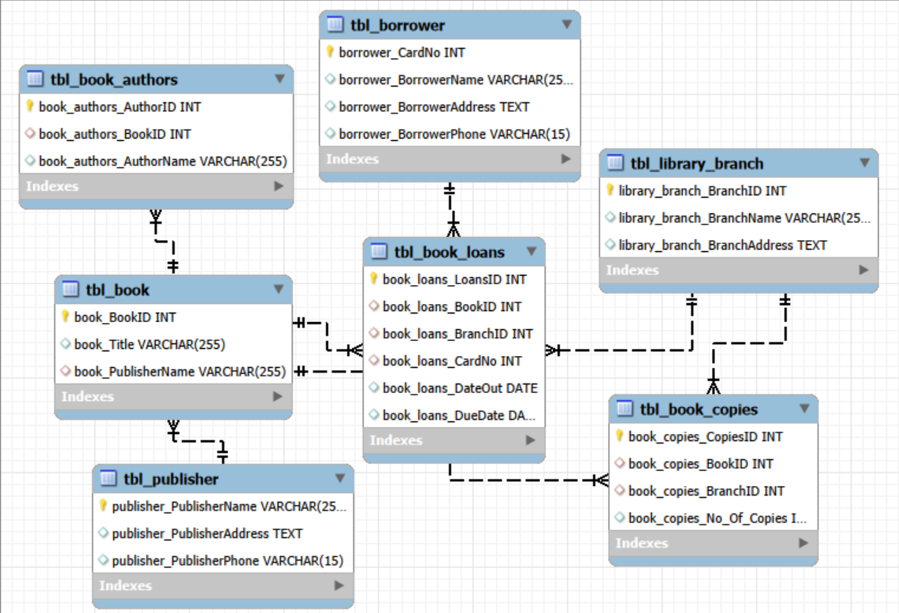 tbl_borrower
borrower_CardNo INT
borrower_BorrowerName VARCHAR(25...
borrower_BorrowerAddress TEXT
borrower_BorrowerPhone VARCHAR(15)
Indexes
tbl_book_authors
book_authors_AuthorID INT
book_authors_BookID INT
book_authors_AuthorName VARCHAR(255)
Indexes
tbl_library_branch
library_branch_BranchID INT
library_branch_BranchName VARCHAR(25...
library_branch_BranchAddress TEXT
Indexes
tbl_book_loans
book_loans_LoansID INT
book_loans_BookID INT
book_loans_BranchID INT
book_loans_CardNo INT
book_loans_DateOut DATE
book_loans_DueDate DA...
Indexes
tbl_book
book_BookID INT
book_Title VARCHAR(255)
book_PublisherName VARCHAR(255)
Indexes
tbl_book_copies
book_copies_CopiesID INT
book_copies_BookID INT
book_copies_BranchID INT
book_copies_No_Of_Copies I...
Indexes
tbl_publisher
publisher_PublisherName VARCHAR(25...
publisher_PublisherAddress TEXT
publisher_PublisherPhone VARCHAR(15)
Indexes